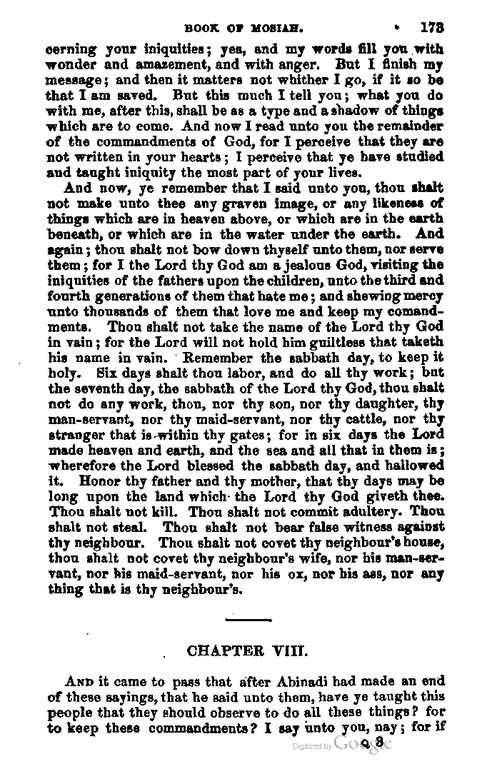 BOOK OF MOSIAH. 173
cerning your iniquities; yea, and my words fill you with
wonder and amazement, and with anger. But I finish my
message; and then it matters not whither I go, if it so be
that I am saved. But this much I tell you; what you do
with me, after this, shall be as a type and a shadow of things
which are to come. And now I read unto you the remainder
of the commandments of God, for I perceive that they are
not written in your hearts; I perceive that ye have studied
and taught iniquity the most part of your lives.
And now, ye remember that I said unto you, thou shalt
not make unto thee any graven image, or any likeness of
things which are in heaven above, or which are in the earth
beneath, or which are in the water under the earth. And
again; thou shalt not bow down thyself unto them, nor serve
them; for I the Lord thy God am a jealous God, visiting the
iniquities of the fathers upon the children, unto the third and
fourth generations of them that hate me; and shewing mercy
unto thousands of them that love me and keep my comand-
ments. Thou shalt not take the name of the Lord thy God
in vain; for the Lord will not hold him guiltless that taketh
his name in vain. Remember the sabbath day, to keep it
holy. Six days shalt thou labor, and do all thy work; but
the seventh day, the sabbath of the Lord thy God, thou shalt
not do any work, thou, nor thy son, nor thy daughter, thy
man-servant, nor thy maid-servant, nor thy cattle, nor thy
stranger that is within thy gates; for in six days the Lord
made heaven and earth, and the sea and all that in them is;
wherefore the Lord blessed the sabbath day, and hallowed
it. Honor thy father and thy mother, that thy days may be
long upon the land which the Lord thy God giveth thee.
Thou shalt not kill. Thou shalt not commit adultery. Thou
shalt not steal. Thou shalt not bear false witness against
thy neighbour. Thou shalt not covet thy neighbour's house,
thou shalt not covet thy neighbour's wife, nor his man-ser-
vant, nor his maid-servant, nor his ox, nor his ass, nor any
thing that is thy neighbour's.
CHAPTER VIII.
AND it came to pass that after Abinadi had made an end
of these sayings, that he said unto them, have ye taught this
people that they should observe to do all these things? for
to keep these commandments? I say unto you, nay; for if
Q 3
Digitized by Google